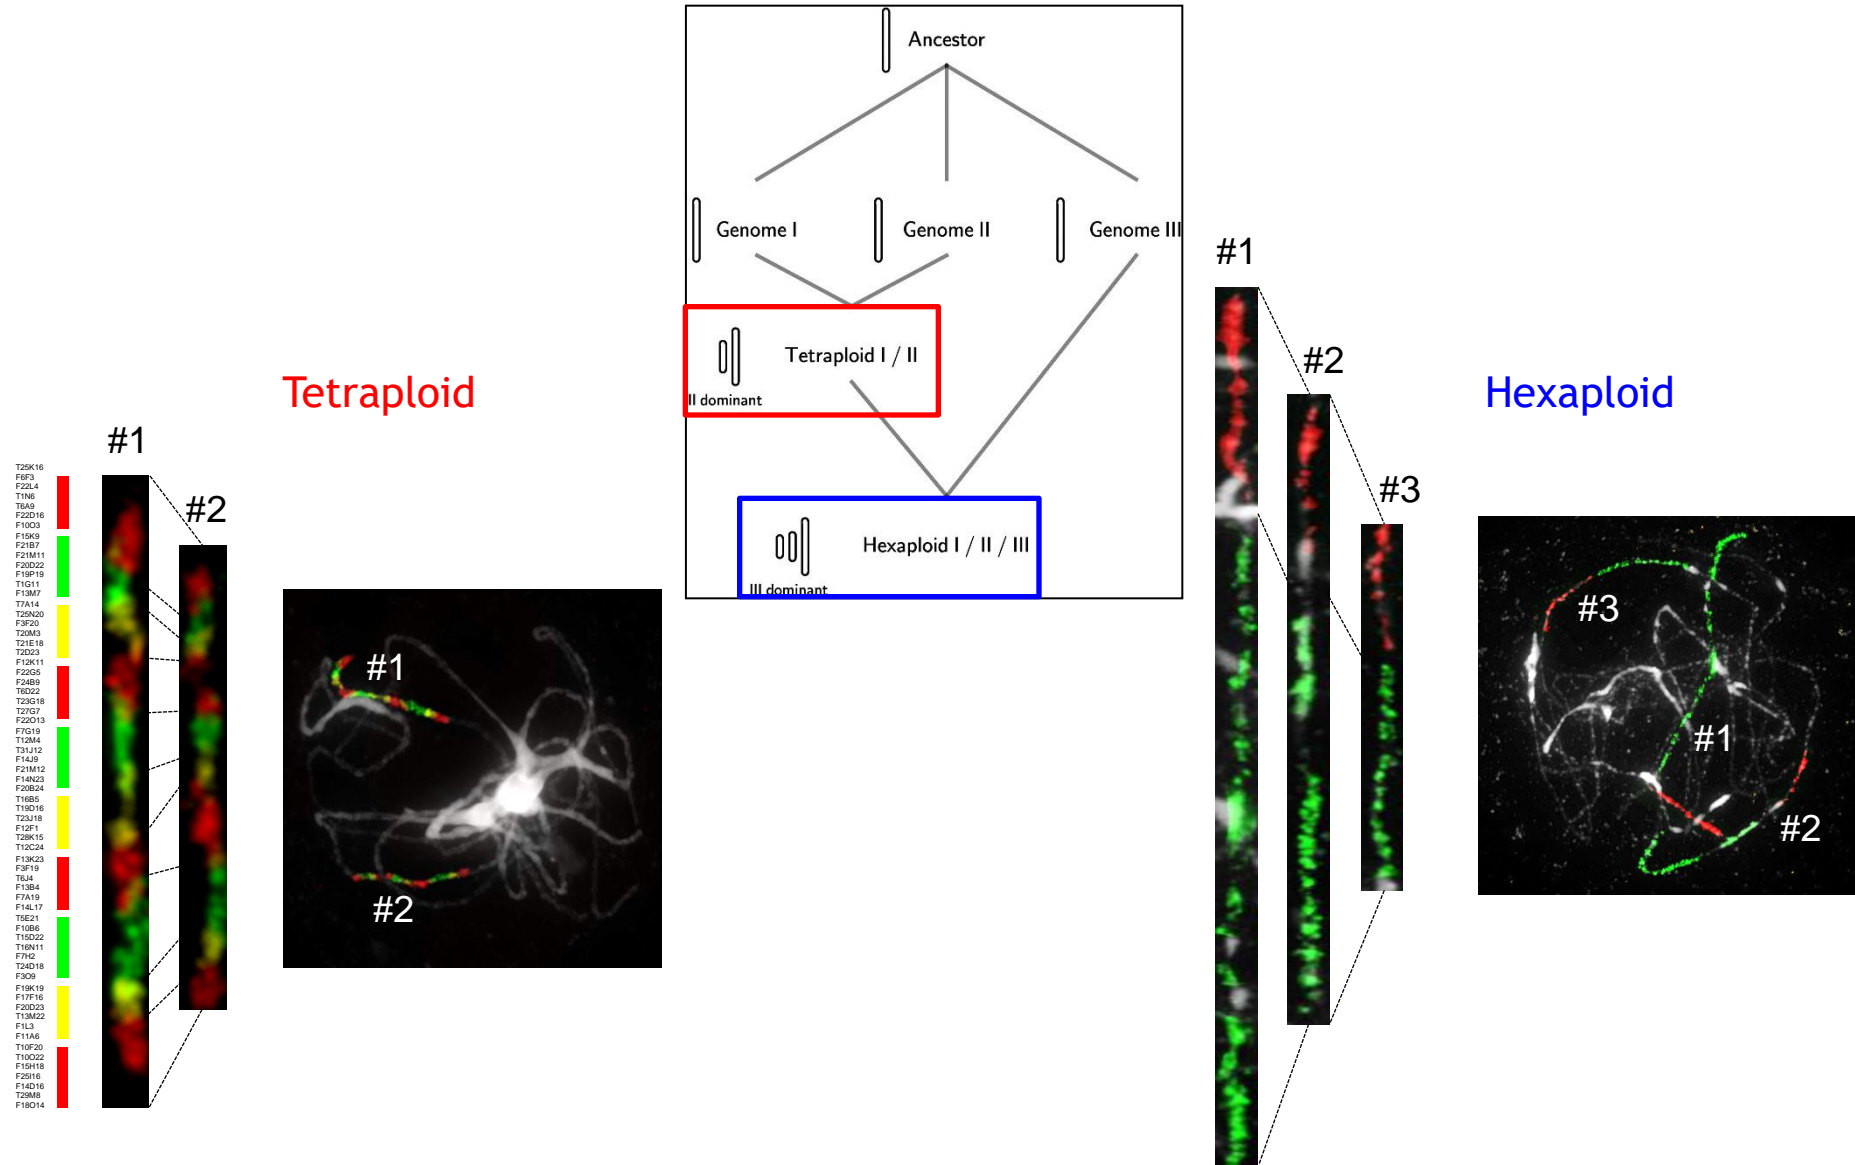 Ancestor
Genome I
Genome II
Genome III
Tetraploid I / II
II dominant
Hexaploid I / II / III
III dominant
Tetraploid
#1
#2
T25K16
F6F3
F22L4
T1N6
T6A9
F22D16
F10O3
F15K9
F21B7
F21M11
F20D22
F19P19
T1G11
F13M7
T7A14
T25N20
F3F20
T20M3
T21E18
T2D23
F12K11
F22G5
F24B9
T6D22
T23G18
T27G7
F22O13
F7G19
T12M4
T31J12
F14J9
F21M12
F14N23
F20B24
T16B5
T19D16
T23J18
F12F1
T28K15
T12C24
F13K23
F3F19
T6J4
F13B4
F7A19
F14L17
T5E21
F10B6
T15D22
T16N11
F7H2
T24D18
F3O9
F19K19
F17F16
F20D23
T13M22
F1L3
F11A6
T10F20
T10O22
F15H18
F25I16
F14D16
T29M8
F18O14
#1
#2
#1
#2
#3
Hexaploid
#3
#1
#2